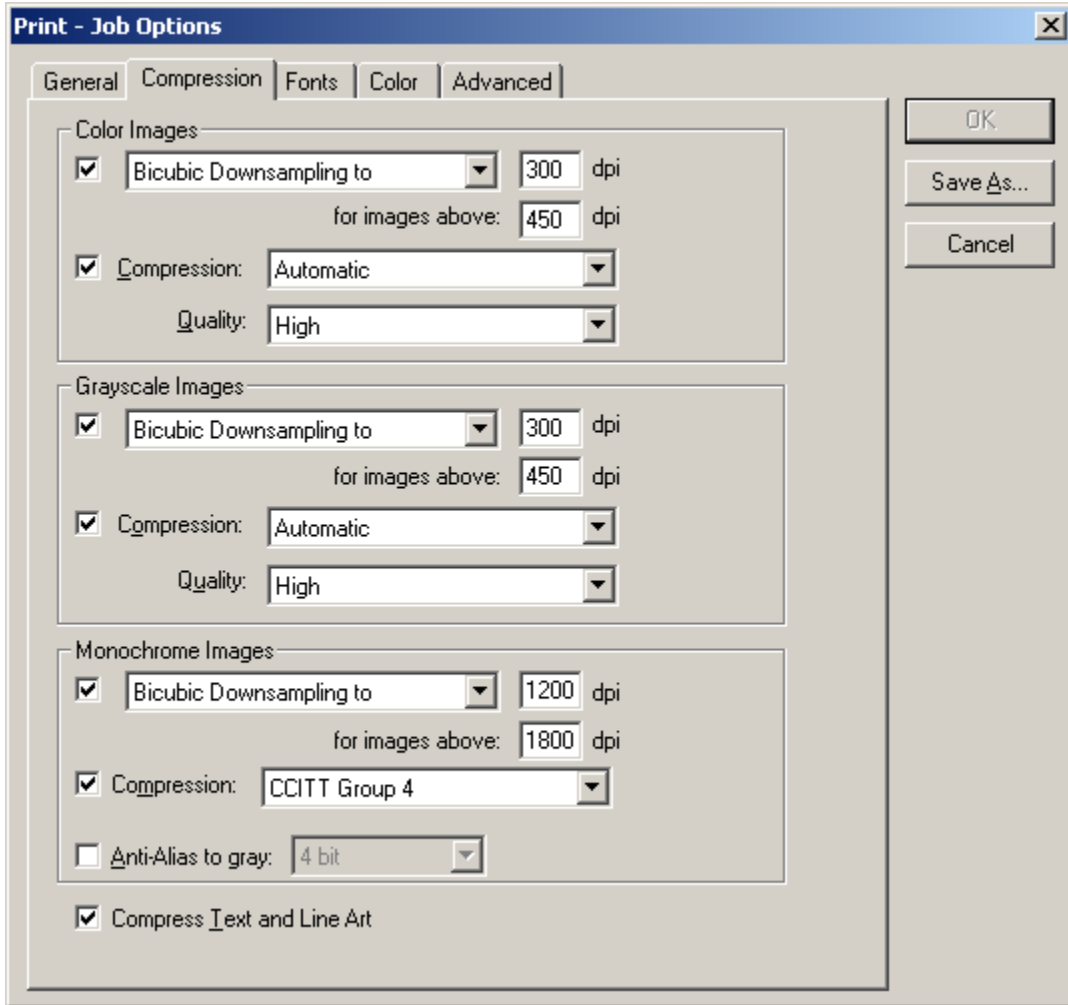 Print - Job Options
General Compression Fonts Color Advanced
OK
Save As...
Cancel
Color Images
Bicubic Downsampling to 300 dpi
for images above: 450 dpi
Compression: Automatic
Quality: High
Grayscale Images
Bicubic Downsampling to 300 dpi
for images above: 450 dpi
Compression: Automatic
Quality: High
Monochrome Images
Bicubic Downsampling to 1200 dpi
for images above: 1800 dpi
Compression: CCITT Group 4
Anti-Alias to gray: 4 bit
Compress Text and Line Art